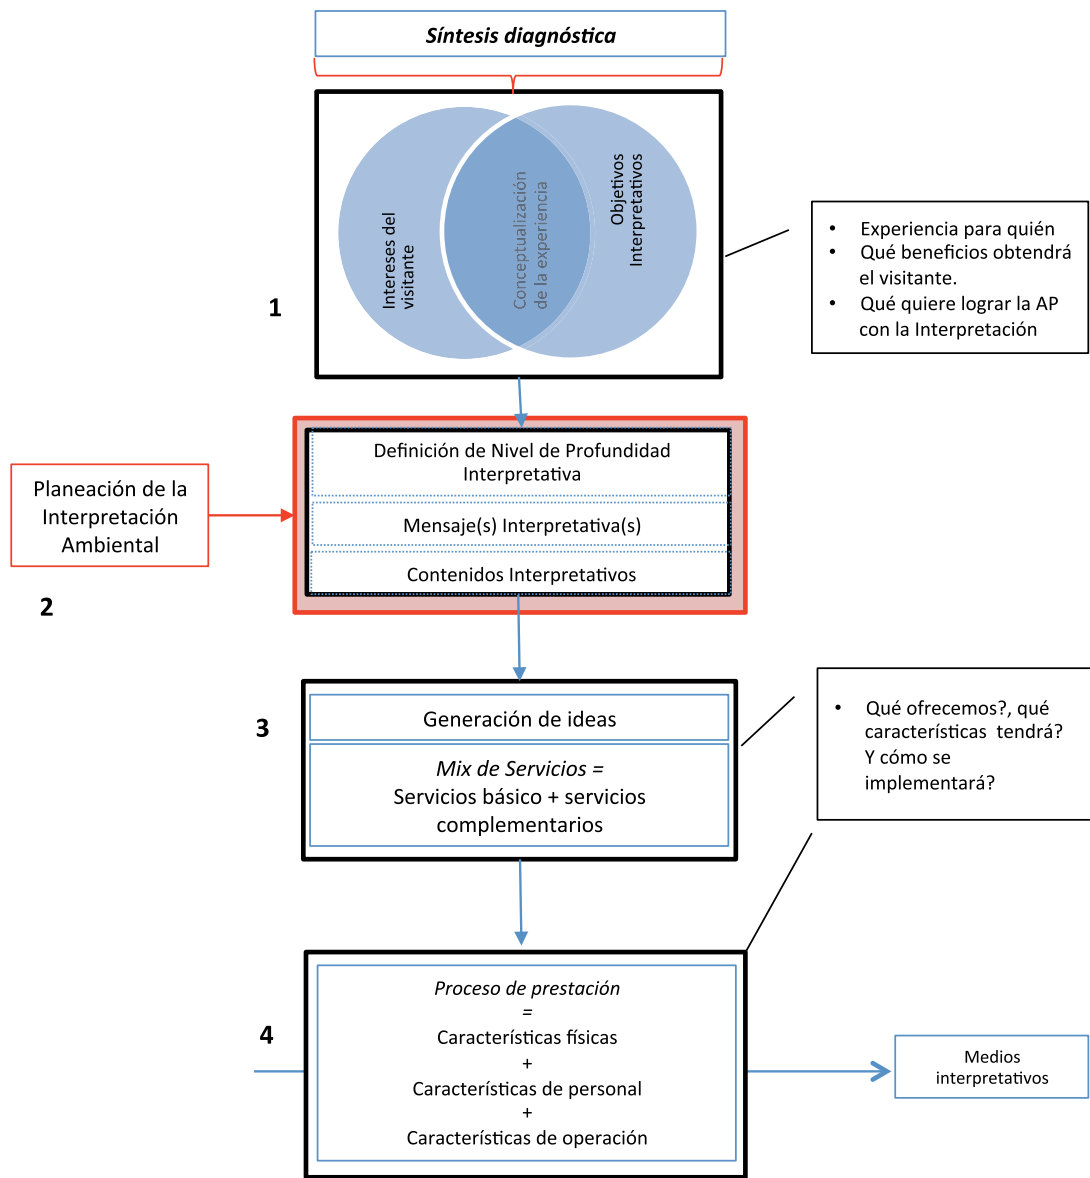 Síntesis diagnóstica
Intereses del
visitante
Conceptualización
de la experiencia
Objetivos
Interpretativos
• Experiencia para quién
• Qué beneficios obtendrá
el visitante.
• Qué quiere lograr la AP
con la Interpretación
1
Definición de Nivel de Profundidad
Interpretativa
Mensaje(s) Interpretativa(s)
Contenidos Interpretativos
Planeación de la
Interpretación
Ambiental
2
3
Generación de ideas
Mix de Servicios =
Servicios básico + servicios
complementarios
• Qué ofrecemos?, qué
características tendrá?
Y cómo se
implementará?
4
Proceso de prestación
=
Características físicas
+
Características de personal
+
Características de operación
Medios
interpretativos